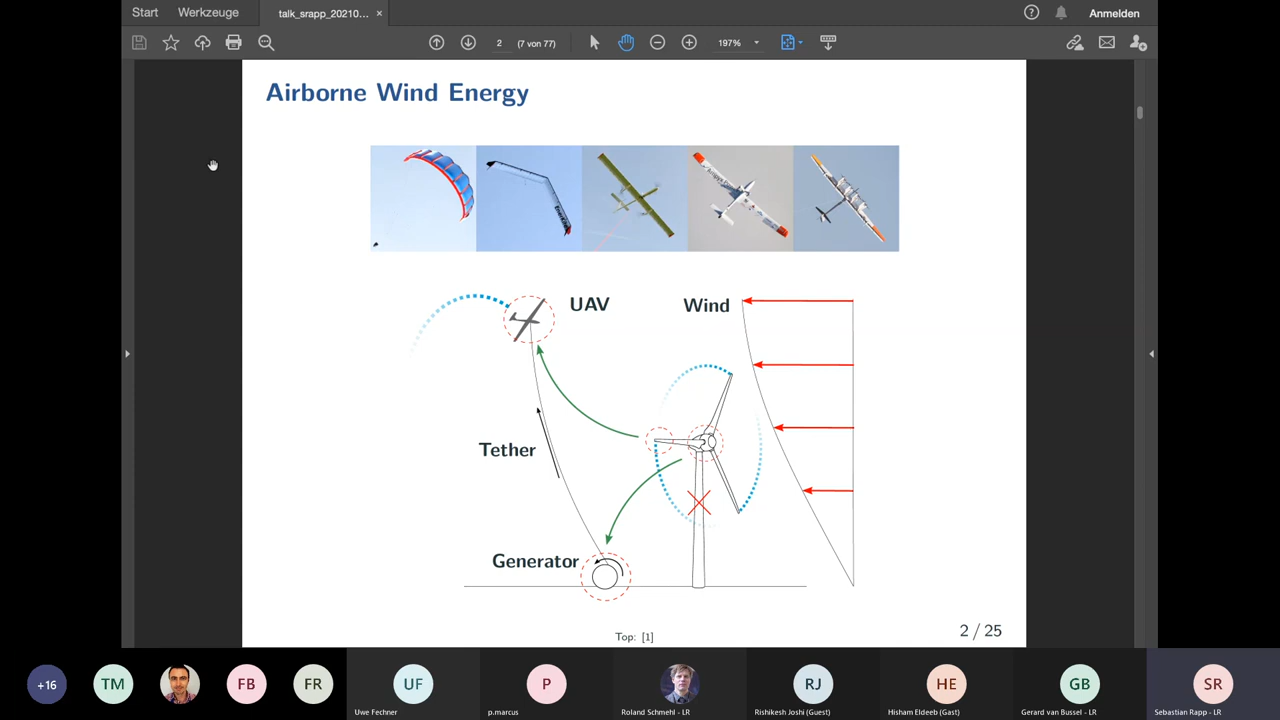 Start Werkzeuge talk_srapp_20210... × Anmelden
2 (7 von 77) 197%
Airborne Wind Energy
UAV Wind
Tether
Generator
Top: [1]
2 / 25
+16 TM FB FR UF P RJ HE GB SR
Uwe Fechner p.marcus Roland Schmehl - LR Rishikesh Joshi (Guest) Hisham Eldeeb (Gast) Gerard van Bussel - LR Sebastian Rapp - LR